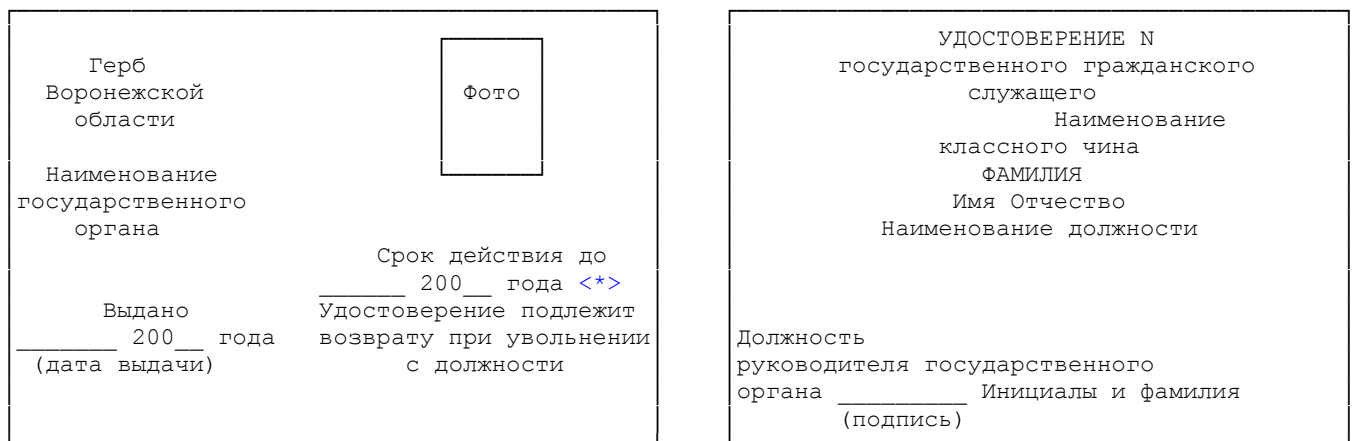 Герб
Воронежской
области
Фото
Наименование
государственного
органа
Срок действия до
______ 200__ года <*>
Выдано
_______ 200__ года
(дата выдачи)
Удостоверение подлежит
возврату при увольнении
с должности
УДОСТОВЕРЕНИЕ N
государственного гражданского
служащего
Наименование
классного чина
ФАМИЛИЯ
Имя Отчество
Наименование должности
Должность
руководителя государственного
органа _________ Инициалы и фамилия
(подпись)